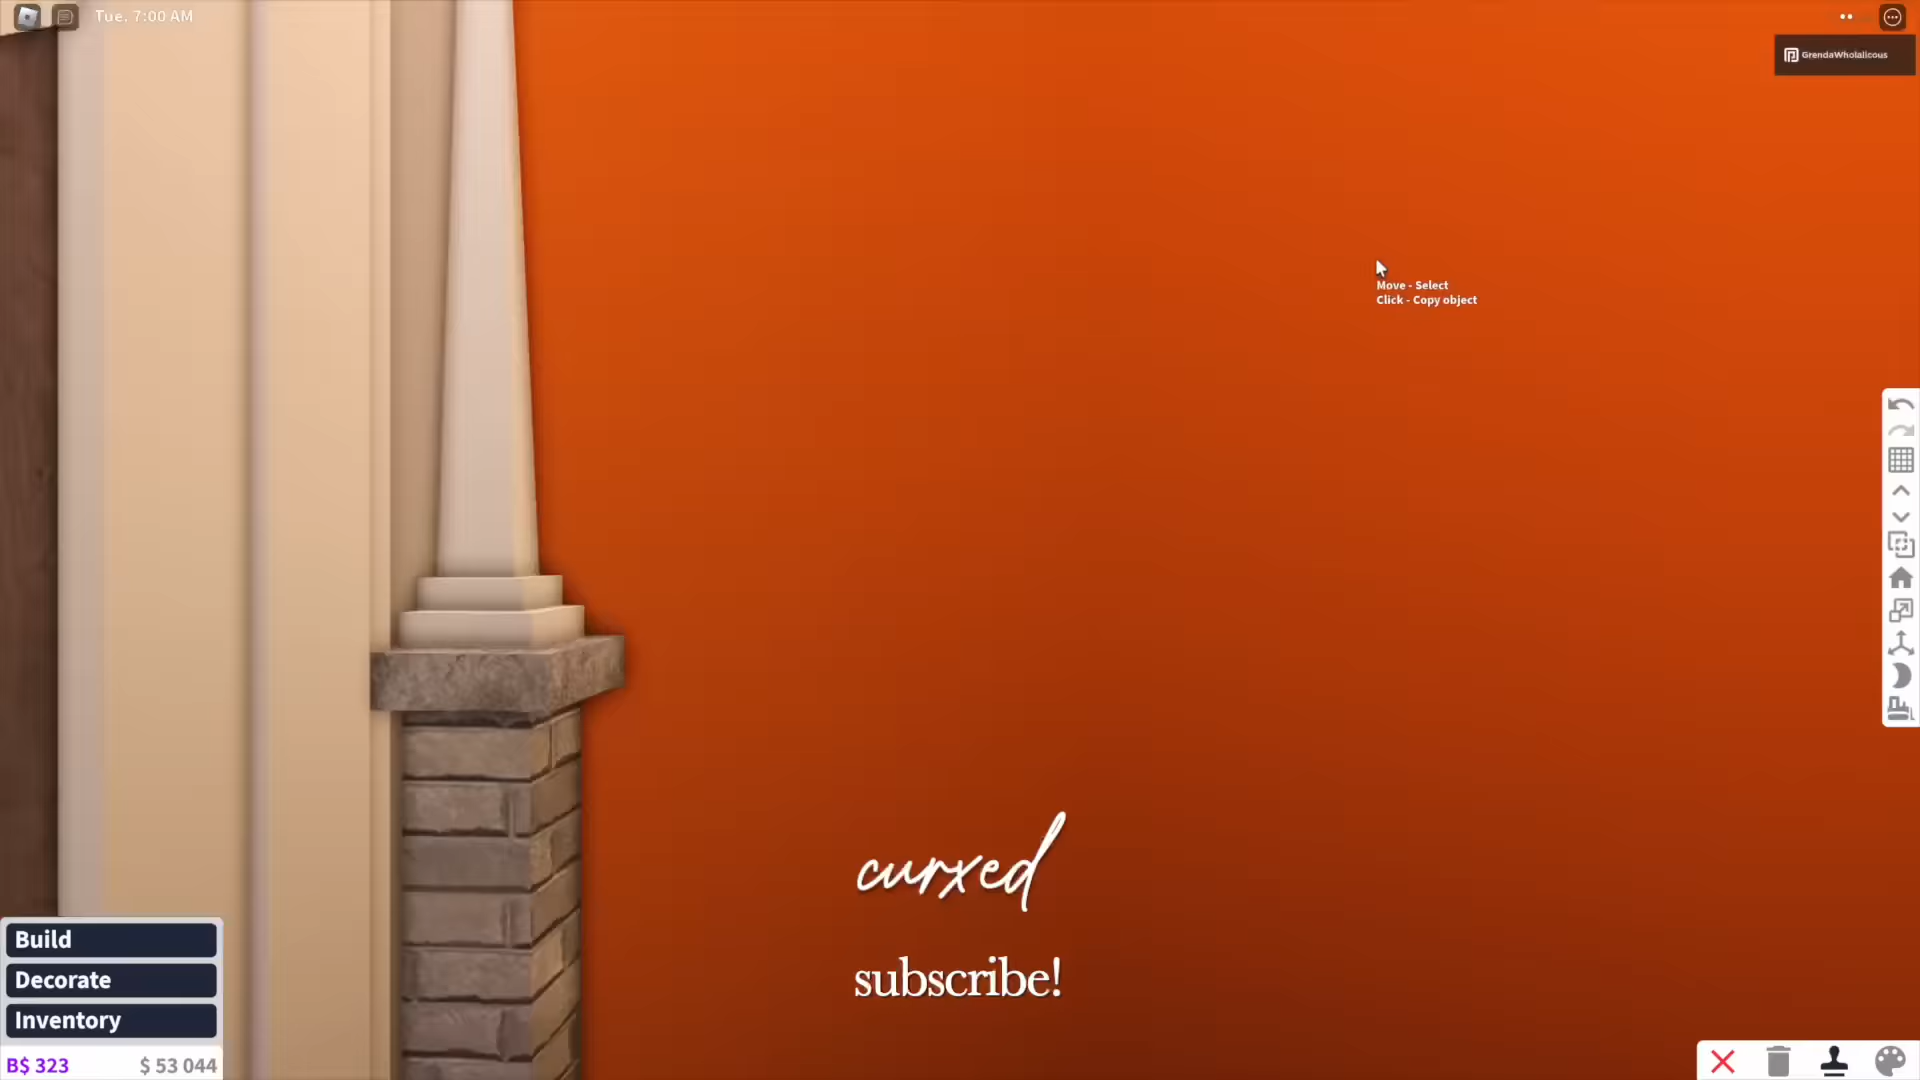 Tue. 7:00 AM
GrendaWholalicous
Move - Select
Click - Copy object
curxed
subscribe!
Build
Decorate
Inventory
B$ 323
$ 53 044